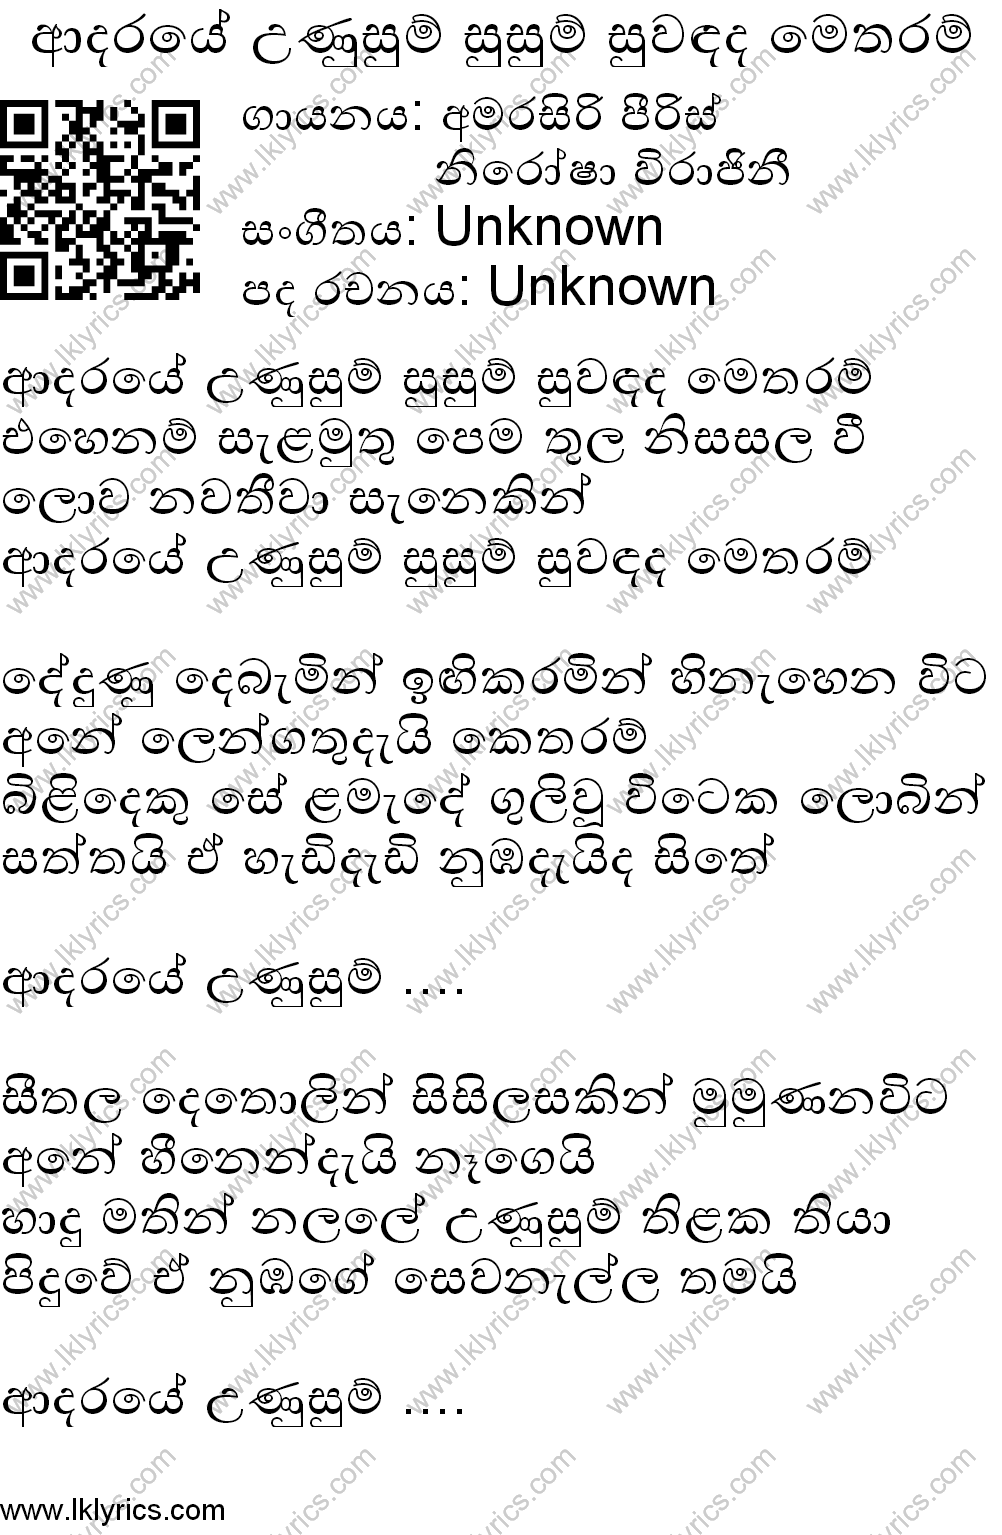 ආදරයේ උණුසුම් සුසුම් සුවඳද මෙතරම්
ගායනය: අමරසිරි පීරිස්
නිරෝෂා විරාජිනී
සංගීතය: Unknown
පද රචනය: Unknown
ආදරයේ උණුසුම් සුසුම් සුවඳද මෙතරම්
එහෙනම් සැළමුතු පෙම තුල නිසසල වී
ලොව නවතීවා සැනෙකින්
ආදරයේ උණුසුම් සුසුම් සුවඳද මෙතරම්
දේදුණු දෙබැමින් ඉඟිකරමින් හිනැහෙන විට
අනේ ලෙන්ගතුදැයි කෙතරම්
බිළිදෙකු සේ ළමැදේ ගුලිවූ විටෙක ලොබින්
සත්තයි ඒ හැඩිදැඩි නුඹදැයිද සිතේ
ආදරයේ උණුසුම් ....
සීතල දෙතොලින් සිසිලසකින් මුමුණනවිට
අනේ හීනෙන්දැයි නෑගෙයි
හාදු මතින් නලලේ උණුසුම් තිළක තියා
පිදුවේ ඒ නුඹගේ සෙවනැල්ල තමයි
ආදරයේ උණුසුම් ....
www.lklyrics.com